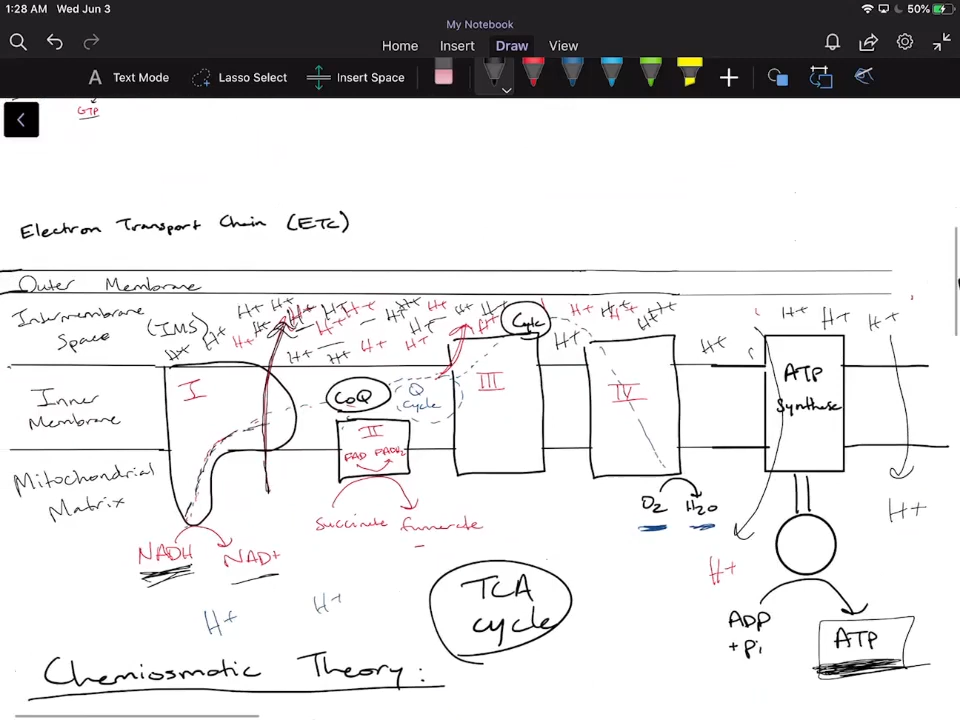 1:28 AM Wed Jun 3
50%
My Notebook
Home Insert Draw View
A Text Mode Lasso Select Insert Space
GTP
Electron Transport Chain (ETC)
Outer Membrane
Intermembrane Space (IMS)
H+ H+ H+ H+ H+ H+ H+ H+ H+ H+ H+ H+ H+ H+ H+
H+ H+ H+ H+ H+ H+ H+ H+ H+ H+ H+ H+ H+
Cytc
I
CoQ
Q
cycle
III
IV
ATP
Synthase
Inner
Membrane
II
FAD FADH2
Mitochondrial
Matrix
O2 H2O
H+
Succinate fumerate
NADH NAD+
H+
H+ H+
TCA
cycle
ADP
+ Pi
ATP
Chemiosmotic Theory: